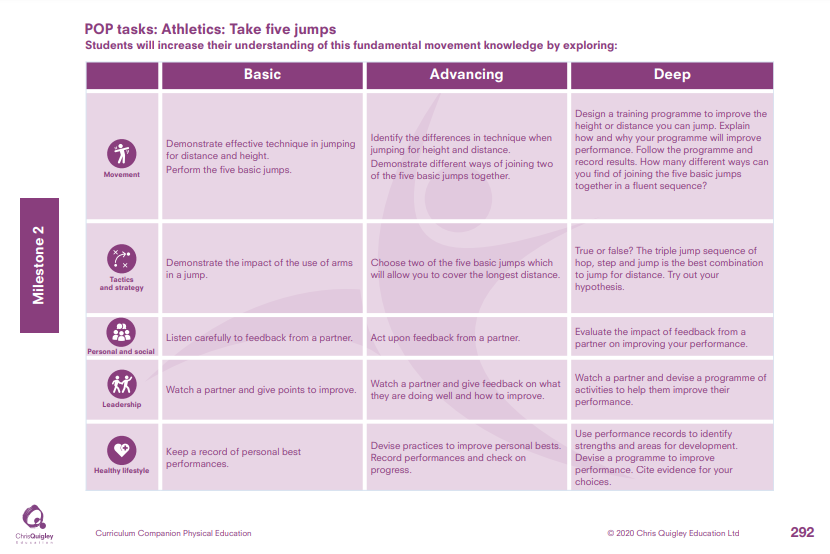 POP tasks: Athletics: Take five jumps
Students will increase their understanding of this fundamental movement knowledge by exploring:
Basic
Advancing
Deep
Milestone 2
Movement
Demonstrate effective technique in jumping
for distance and height.
Perform the five basic jumps.
Identify the differences in technique when
jumping for height and distance.
Demonstrate different ways of joining two
of the five basic jumps together.
Design a training programme to improve the
height or distance you can jump. Explain
how and why your programme will improve
performance. Follow the programme and
record results. How many different ways can
you find of joining the five basic jumps
together in a fluent sequence?
Tactics
and strategy
Demonstrate the impact of the use of arms
in a jump.
Choose two of the five basic jumps which
will allow you to cover the longest distance.
True or false? The triple jump sequence of
hop, step and jump is the best combination
to jump for distance. Try out your
hypothesis.
Personal and social
Listen carefully to feedback from a partner.
Act upon feedback from a partner.
Evaluate the impact of feedback from a
partner on improving your performance.
Leadership
Watch a partner and give points to improve.
Watch a partner and give feedback on what
they are doing well and how to improve.
Watch a partner and devise a programme of
activities to help them improve their
performance.
Healthy lifestyle
Keep a record of personal best
performances.
Devise practices to improve personal bests.
Record performances and check on
progress.
Use performance records to identify
strengths and areas for development.
Devise a programme to improve
performance. Cite evidence for your
choices.
ChrisQuigley
Education
Curriculum Companion Physical Education
© 2020 Chris Quigley Education Ltd
292